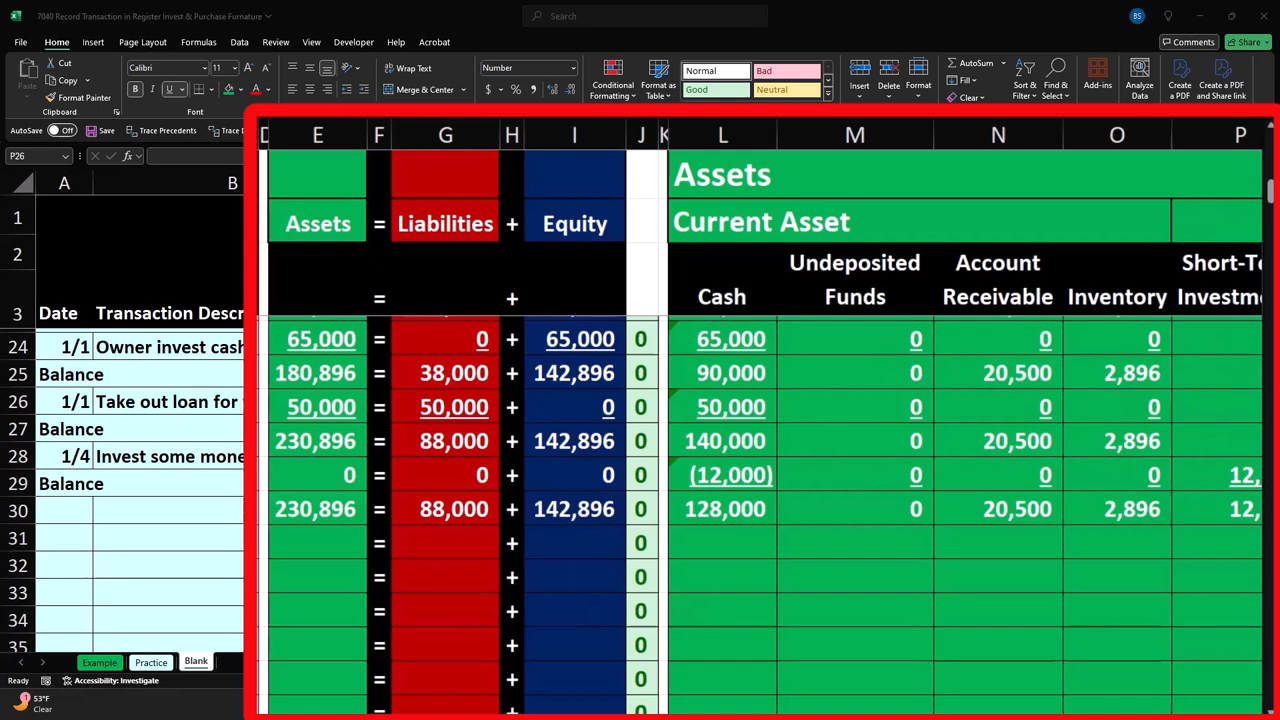 7040 Record Transaction in Register Invest & Purchase Furnature
Search
BS
File Home Insert Page Layout Formulas Data Review View Developer Help Acrobat Comments Share
Paste Cut Copy Format Painter Clipboard
Calibri 11 A A B I U A
Wrap Text Merge & Center
Number $ % 9
Conditional Formatting Format as Table Normal Bad Good Neutral
Insert Delete Format
AutoSum Fill Clear Sort & Filter Find & Select
Add-ins Analyze Data Create a PDF Create a PDF and Share link
AutoSave Off Save Trace Precedents Trace D
P26 fx
A B D E F G H I J K L M N O P
1 Assets
2 Assets = Liabilities + Equity Current Asset
3 Date Transaction Descr = + Cash Undeposited Funds Account Receivable Inventory Short-Te Investme
24 1/1 Owner invest cash 65,000 = 0 + 65,000 0 65,000 0 0 0
25 Balance 180,896 = 38,000 + 142,896 0 90,000 0 20,500 2,896
26 1/1 Take out loan for 50,000 = 50,000 + 0 0 50,000 0 0 0
27 Balance 230,896 = 88,000 + 142,896 0 140,000 0 20,500 2,896
28 1/4 Invest some mone 0 = 0 + 0 0 (12,000) 0 0 0 12,
29 Balance 230,896 = 88,000 + 142,896 0 128,000 0 20,500 2,896 12,
30 = + 0
31 = + 0
32 = + 0
33 = + 0
34 = + 0
35 = + 0
Example Practice Blank
Ready Accessibility: Investigate
1 53°F
Clear